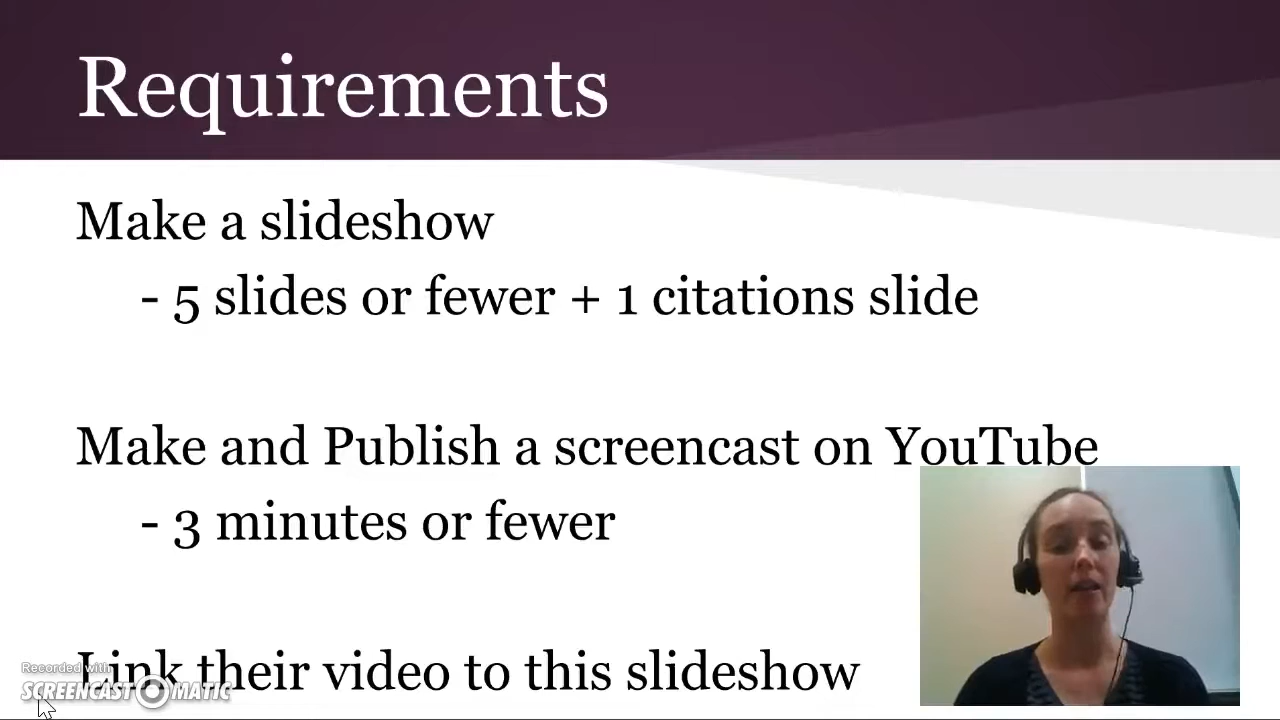 Requirements
Make a slideshow
- 5 slides or fewer + 1 citations slide
Make and Publish a screencast on YouTube
- 3 minutes or fewer
Link their video to this slideshow
Recorded with
SCREENCAST-O-MATIC